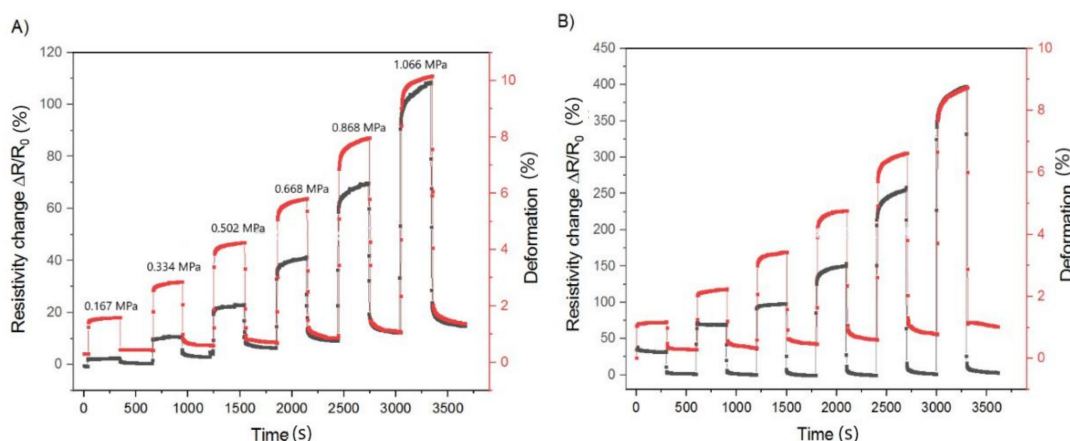 A)
120
100
80
60
40
20
0
Resistivity change ΔR/R0 (%)
0.167 MPa
0.334 MPa
0.502 MPa
0.668 MPa
0.868 MPa
1.066 MPa
10
8
6
4
2
0
Deformation (%)
0 500 1000 1500 2000 2500 3000 3500
Time (s)
B)
450
400
350
300
250
200
150
100
50
0
Resistivity change ΔR/R0 (%)
10
8
6
4
2
0
Deformation (%)
0 500 1000 1500 2000 2500 3000 3500
Time (s)